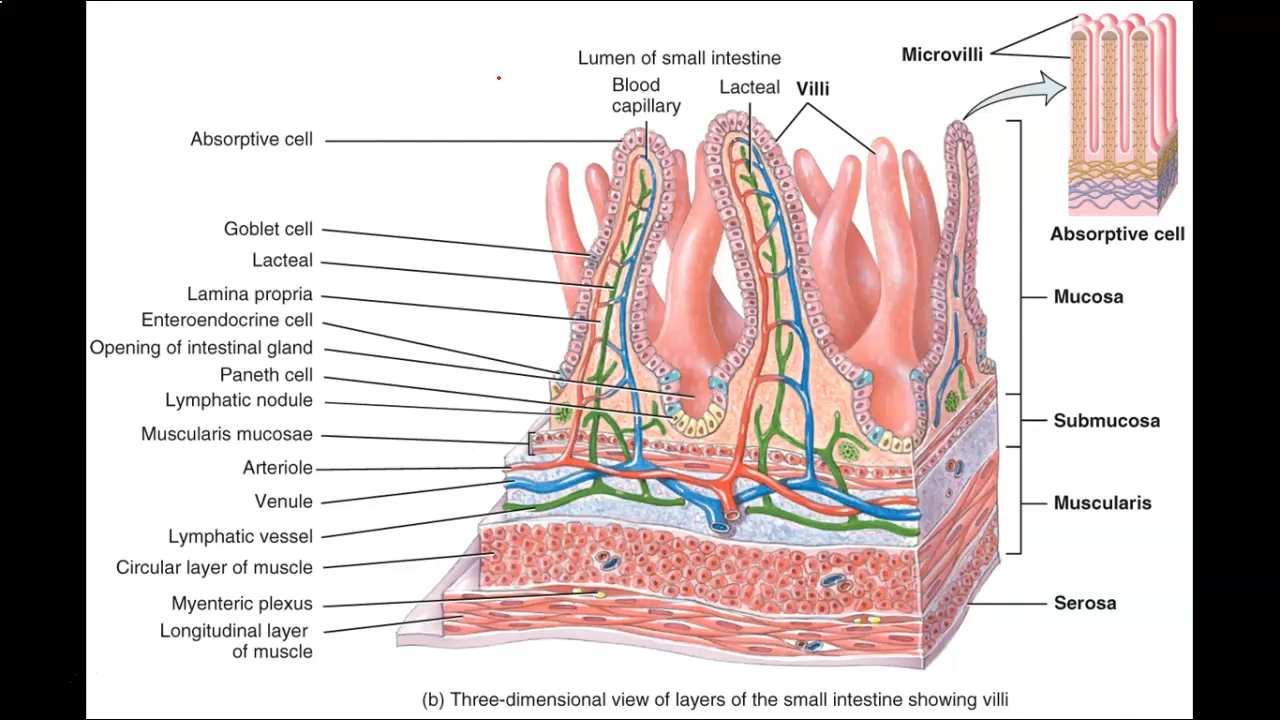 Lumen of small intestine
Microvilli
Blood
capillary
Lacteal
Villi
Absorptive cell
Goblet cell
Lacteal
Lamina propria
Enteroendocrine cell
Opening of intestinal gland
Paneth cell
Lymphatic nodule
Muscularis mucosae
Arteriole
Venule
Lymphatic vessel
Circular layer of muscle
Myenteric plexus
Longitudinal layer
of muscle
Absorptive cell
Mucosa
Submucosa
Muscularis
Serosa
(b) Three-dimensional view of layers of the small intestine showing villi